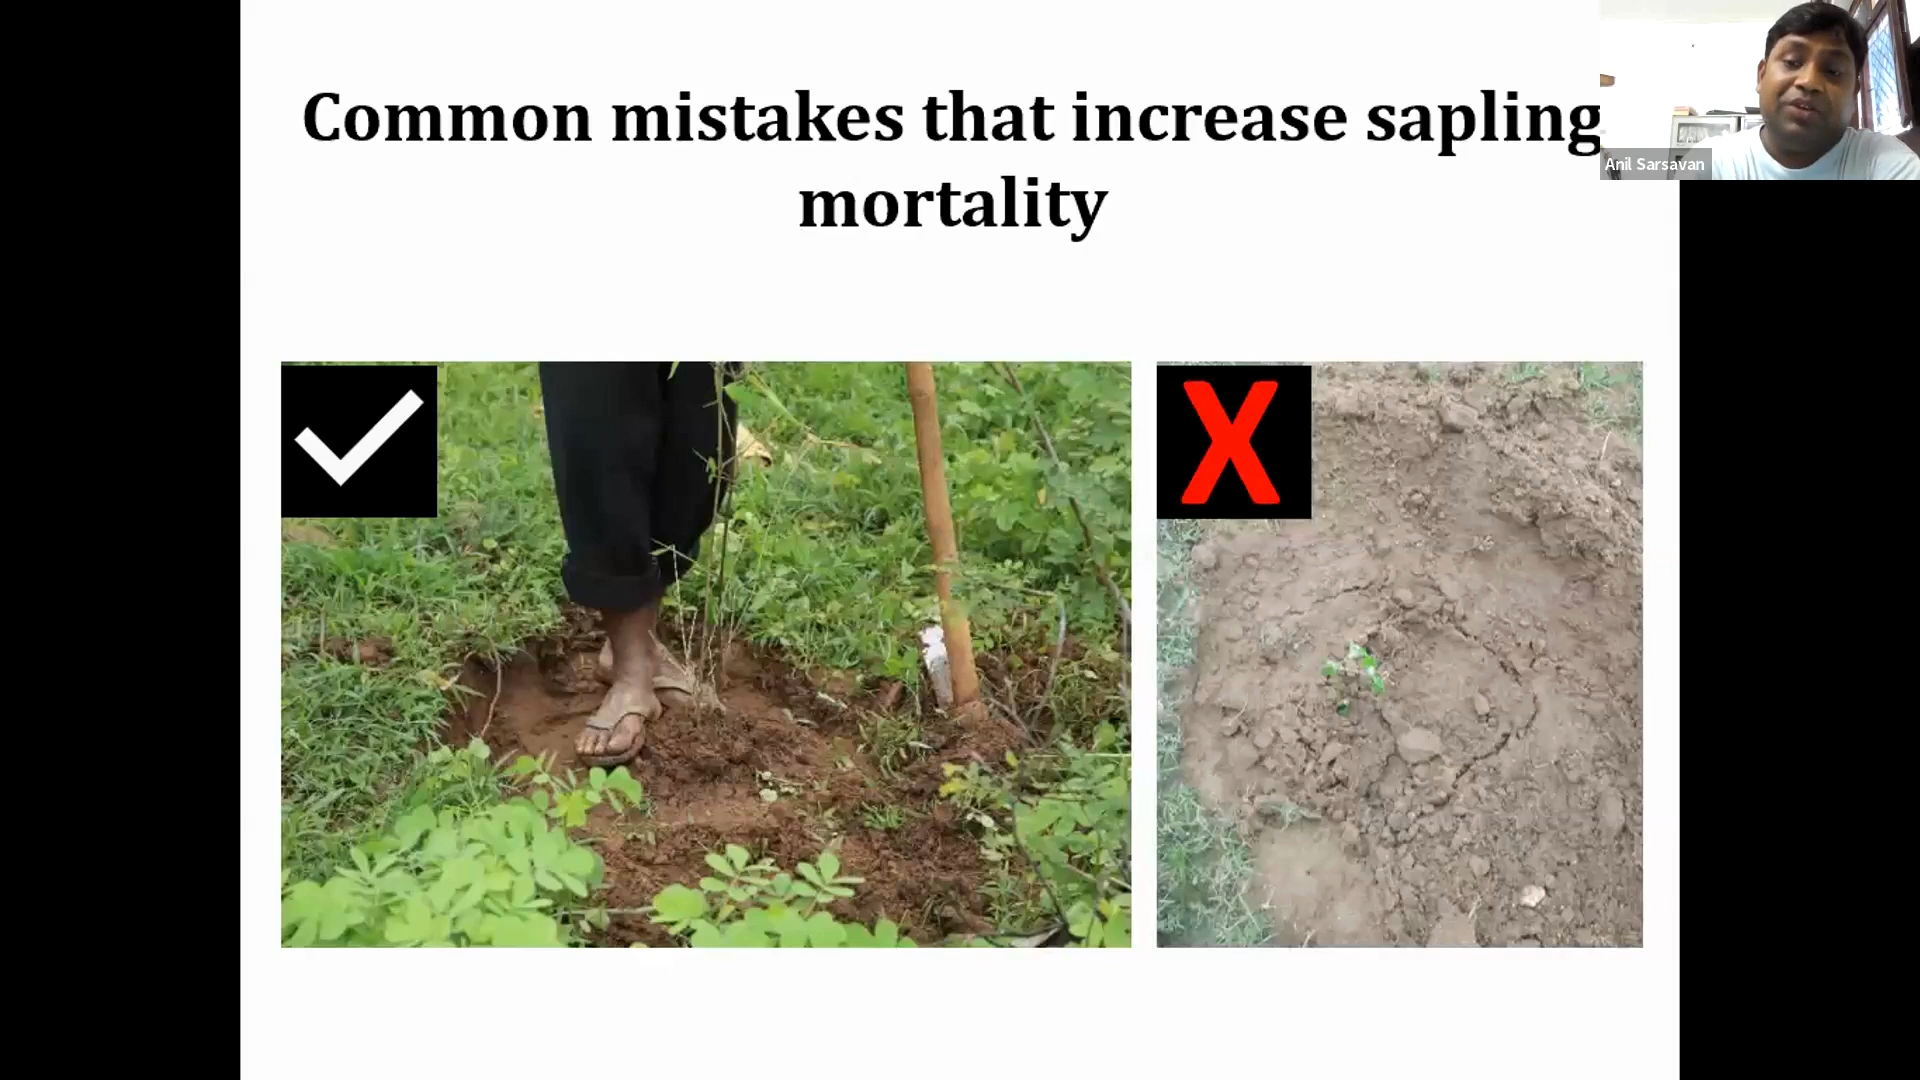 Common mistakes that increase sapling
mortality
Anil Sarsavan
X